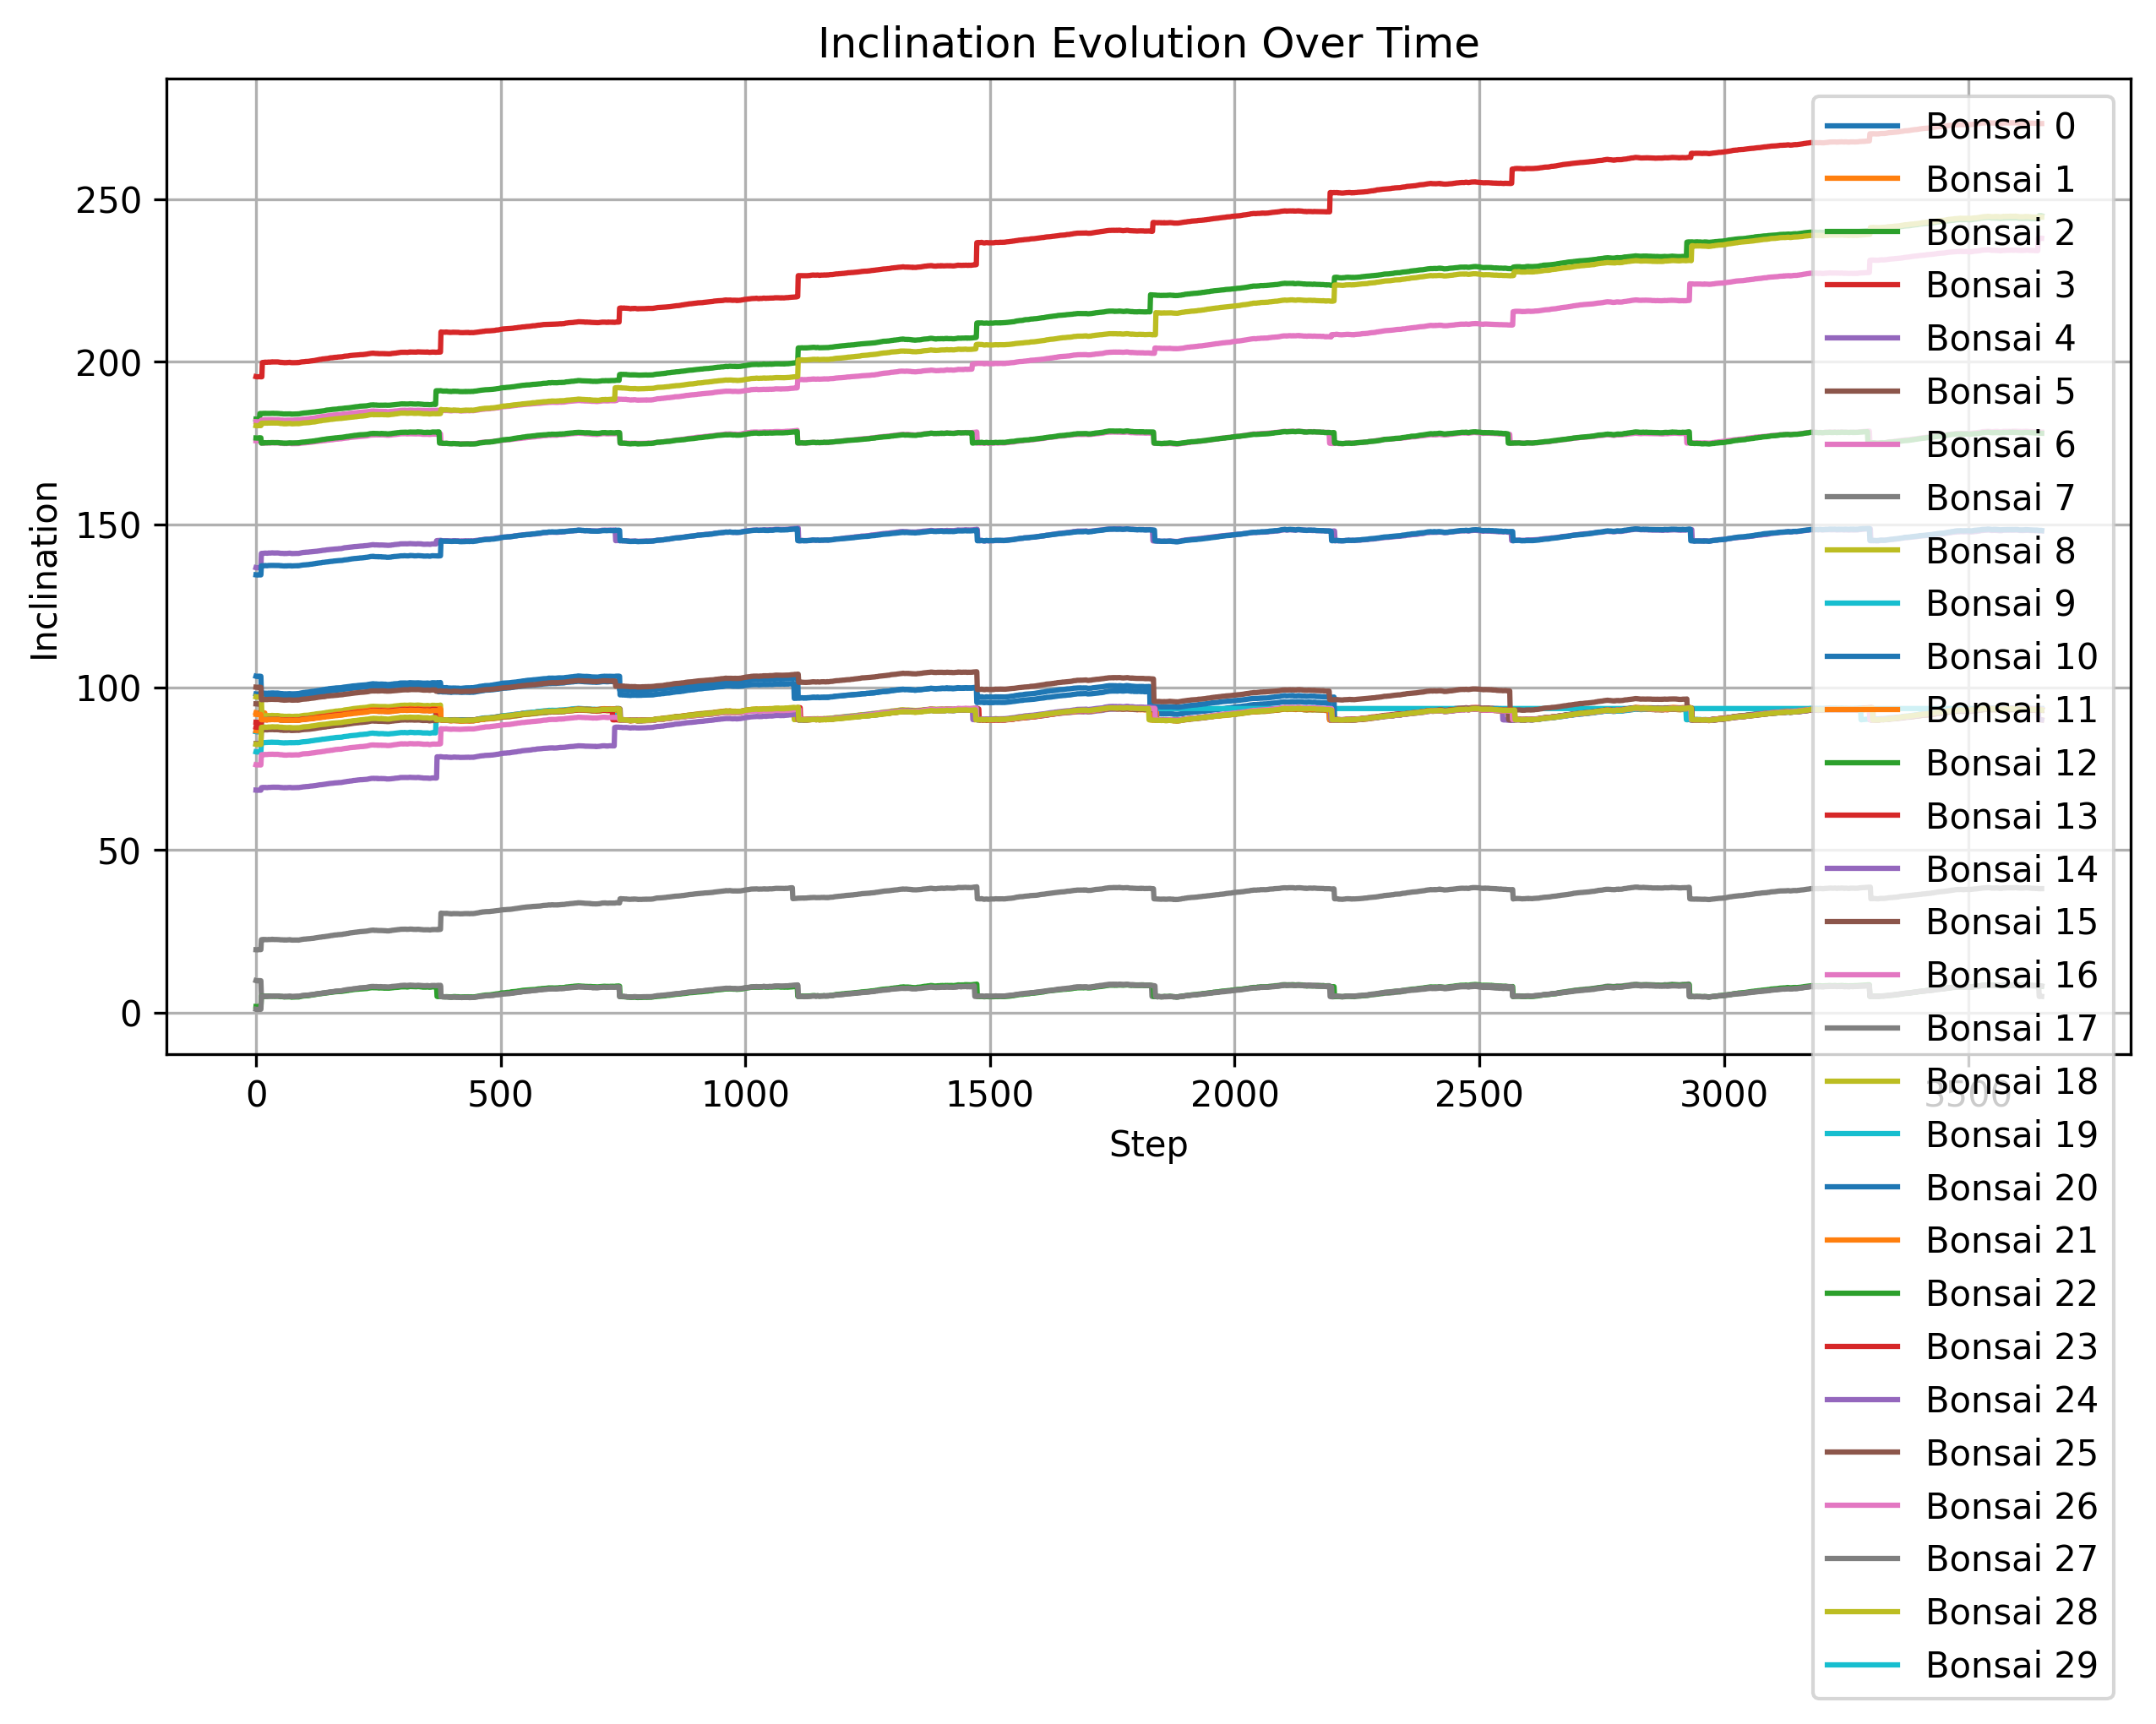 Inclination Evolution Over Time
Inclination
250
200
150
100
50
0
0 500 1000 1500 2000 2500 3000 3500
Step
Bonsai 0
Bonsai 1
Bonsai 2
Bonsai 3
Bonsai 4
Bonsai 5
Bonsai 6
Bonsai 7
Bonsai 8
Bonsai 9
Bonsai 10
Bonsai 11
Bonsai 12
Bonsai 13
Bonsai 14
Bonsai 15
Bonsai 16
Bonsai 17
Bonsai 18
Bonsai 19
Bonsai 20
Bonsai 21
Bonsai 22
Bonsai 23
Bonsai 24
Bonsai 25
Bonsai 26
Bonsai 27
Bonsai 28
Bonsai 29